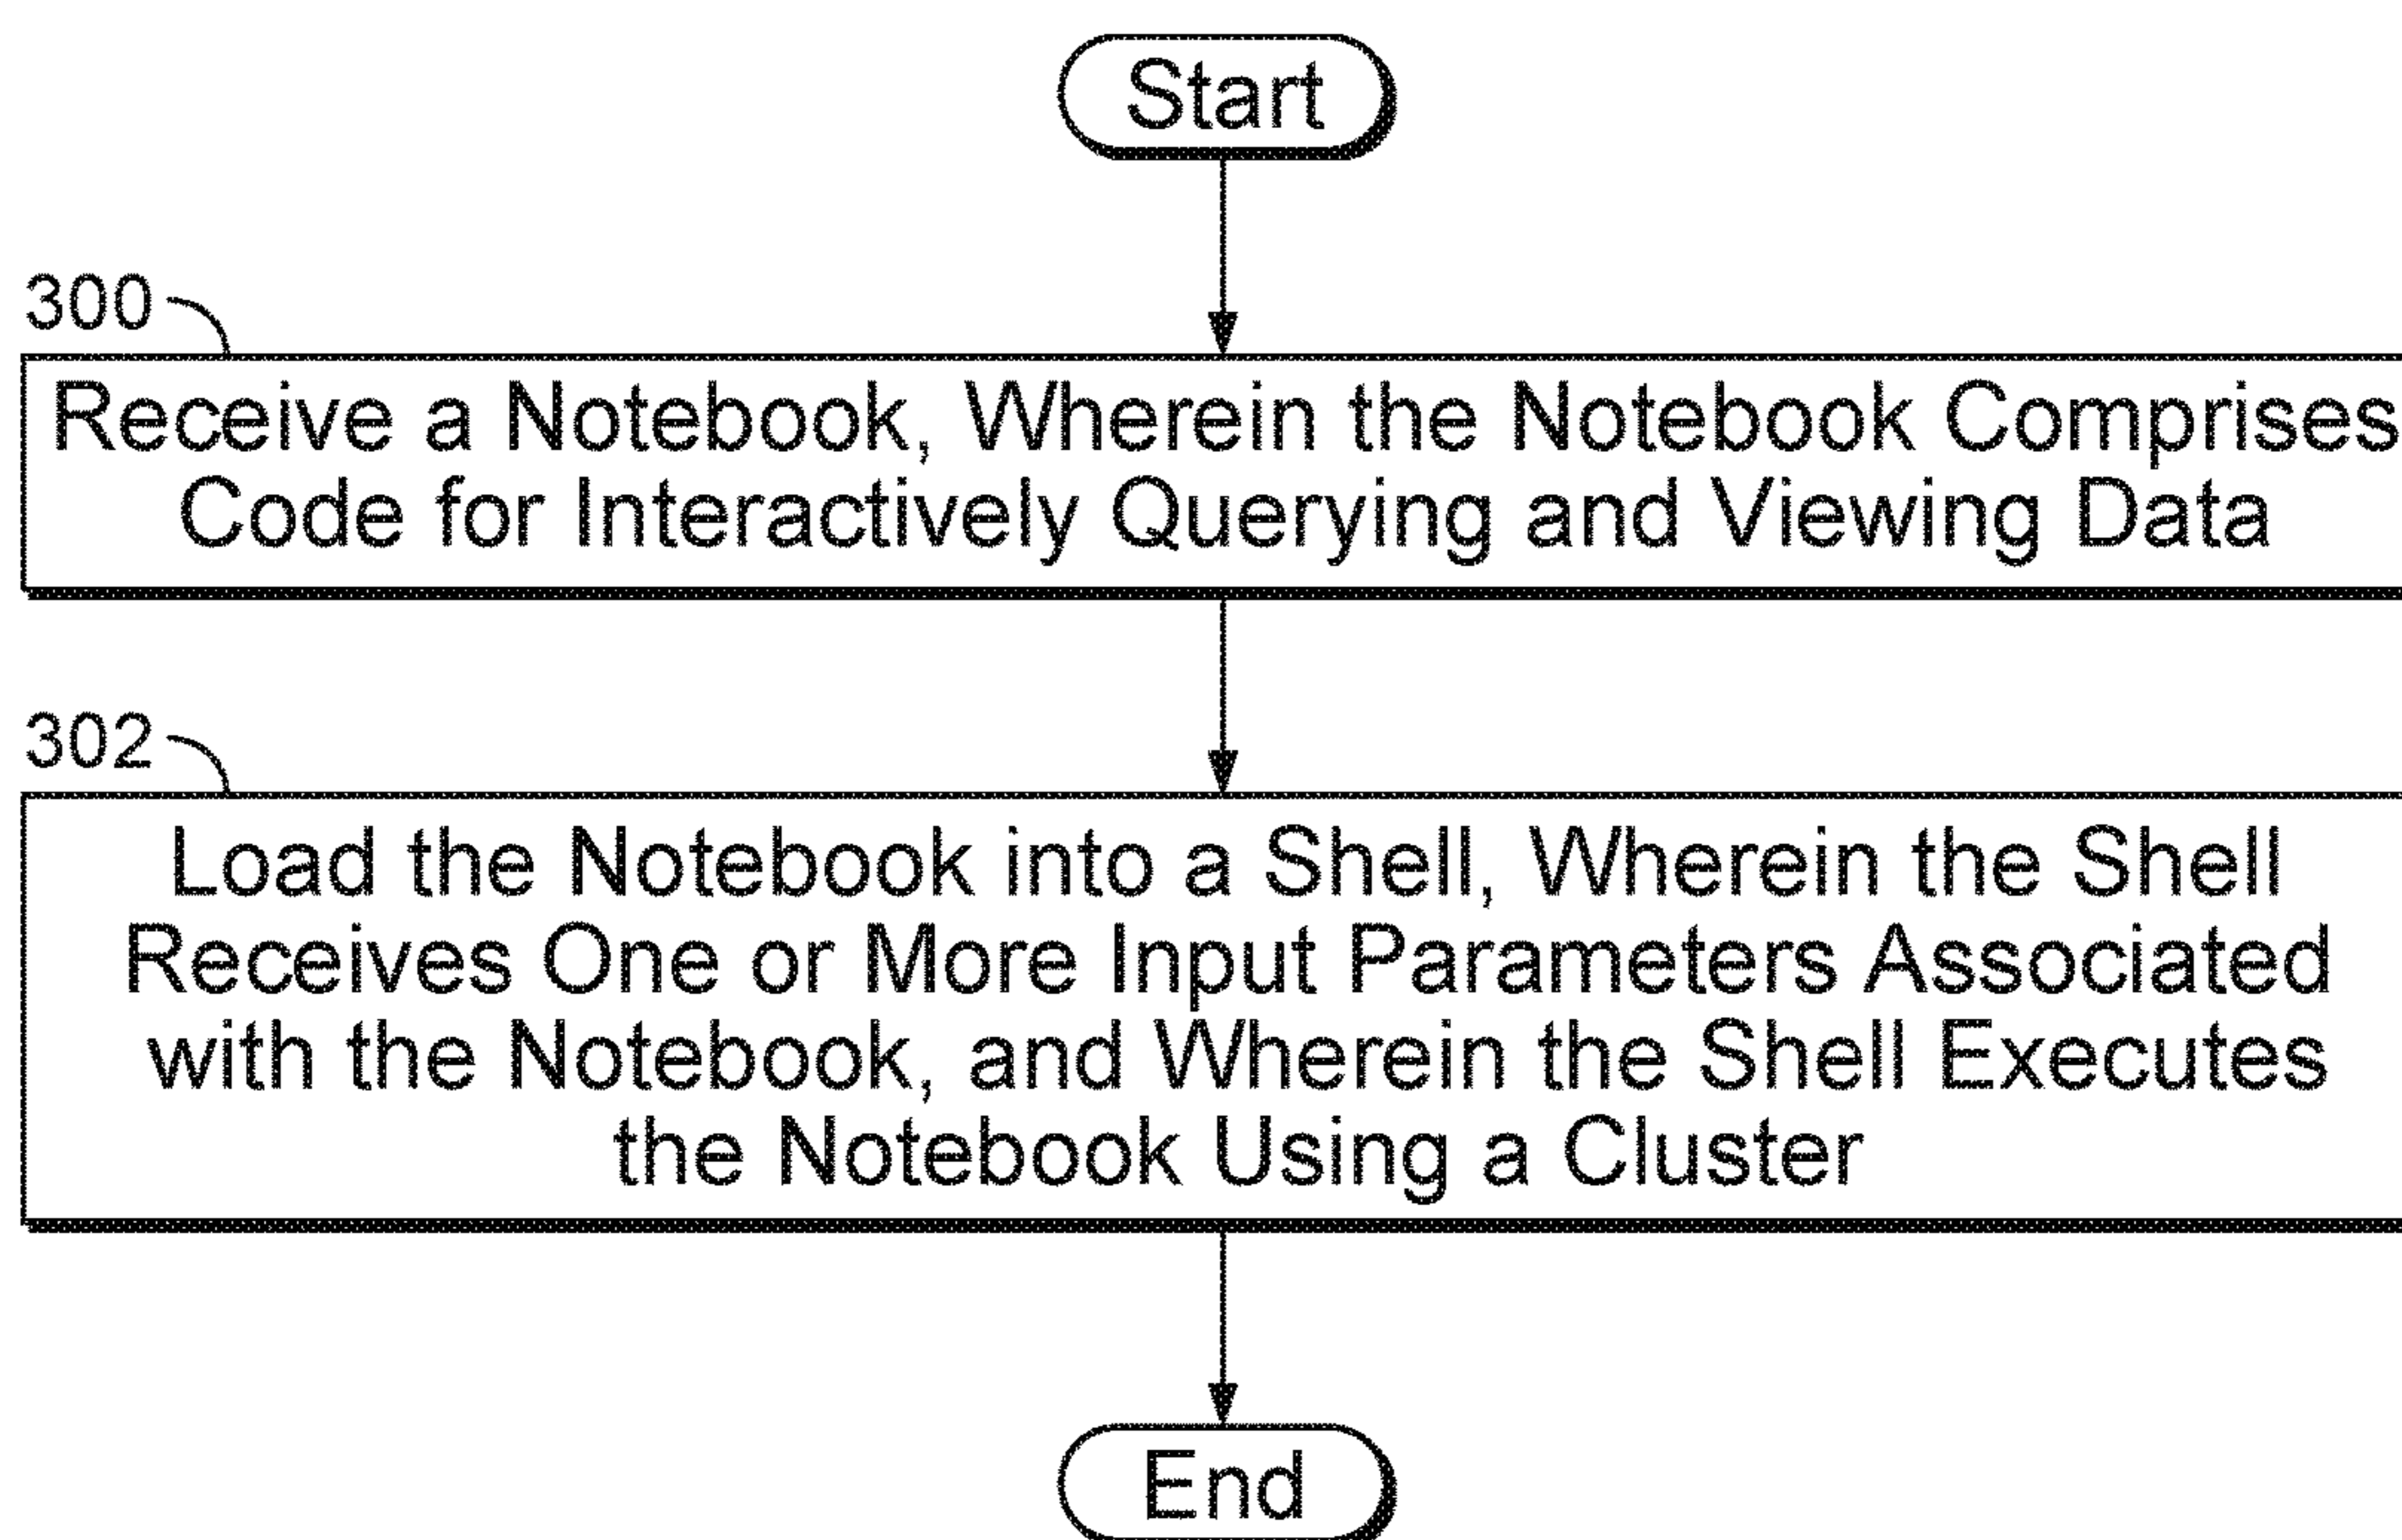 Start
300
Receive a Notebook, Wherein the Notebook Comprises
Code for Interactively Querying and Viewing Data
302
Load the Notebook into a Shell, Wherein the Shell
Receives One or More Input Parameters Associated
with the Notebook, and Wherein the Shell Executes
the Notebook Using a Cluster
End